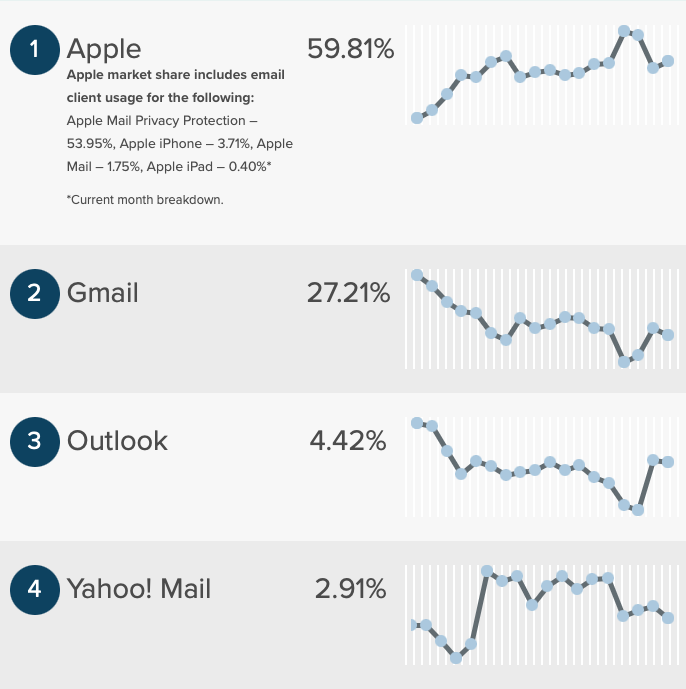 1 Apple 59.81%
Apple market share includes email
client usage for the following:
Apple Mail Privacy Protection –
53.95%, Apple iPhone – 3.71%, Apple
Mail – 1.75%, Apple iPad – 0.40%*
*Current month breakdown.
2 Gmail 27.21%
3 Outlook 4.42%
4 Yahoo! Mail 2.91%